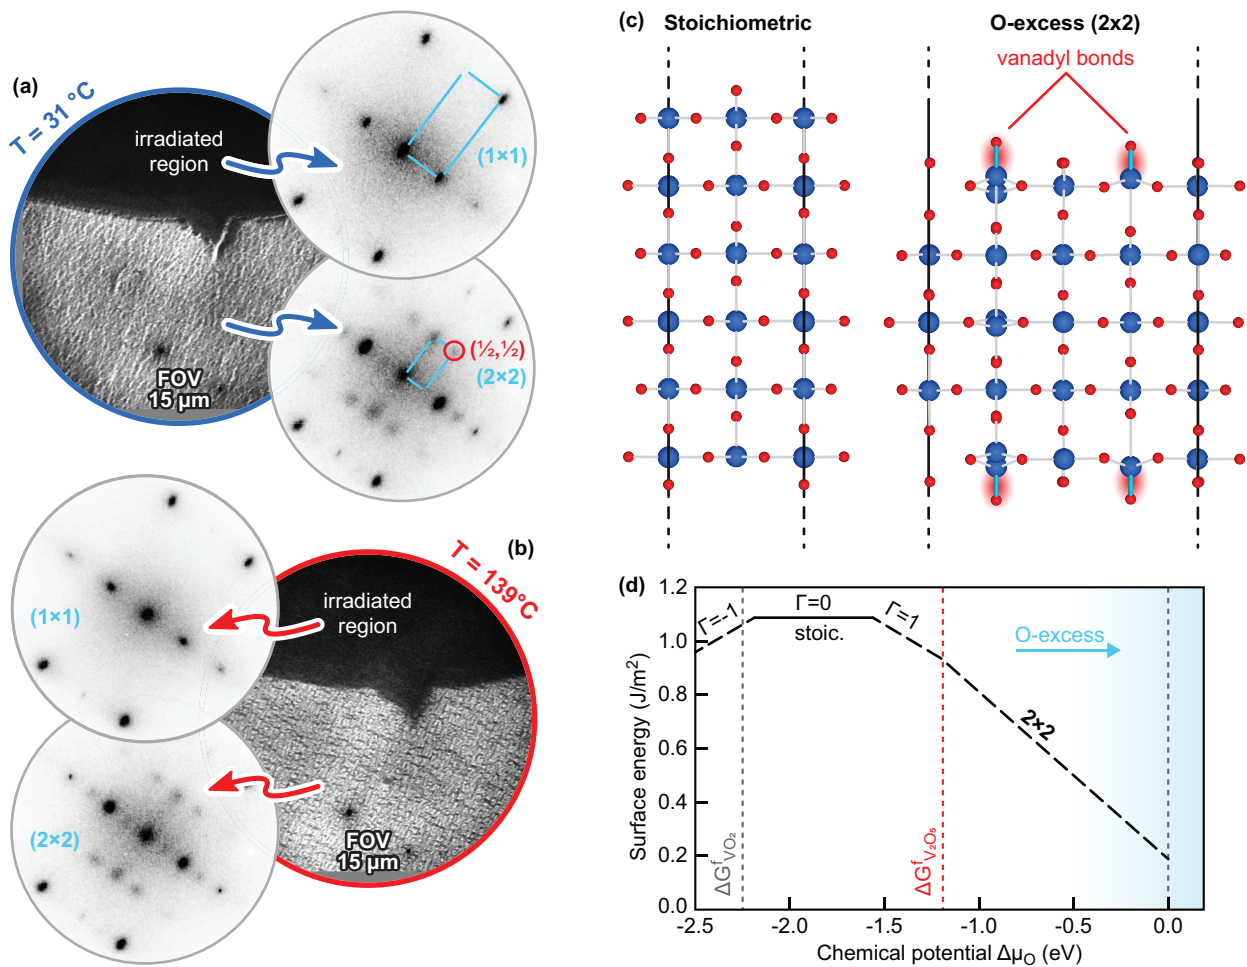 (a)
T = 31 °C
irradiated
region
(1×1)
(½,½)
(2×2)
FOV
15 µm
(b)
T = 139°C
irradiated
region
(1×1)
(2×2)
FOV
15 µm
(c)
Stoichiometric
O-excess (2x2)
vanadyl bonds
(d)
Surface energy (J/m²)
1.2
1.0
0.8
0.6
0.4
0.2
0.0
Γ=-1
Γ=0
stoic.
Γ=1
O-excess
2×2
ΔGᶠVO₂
ΔGᶠV₂O₅
-2.5
-2.0
-1.5
-1.0
-0.5
0.0
Chemical potential ΔµO (eV)